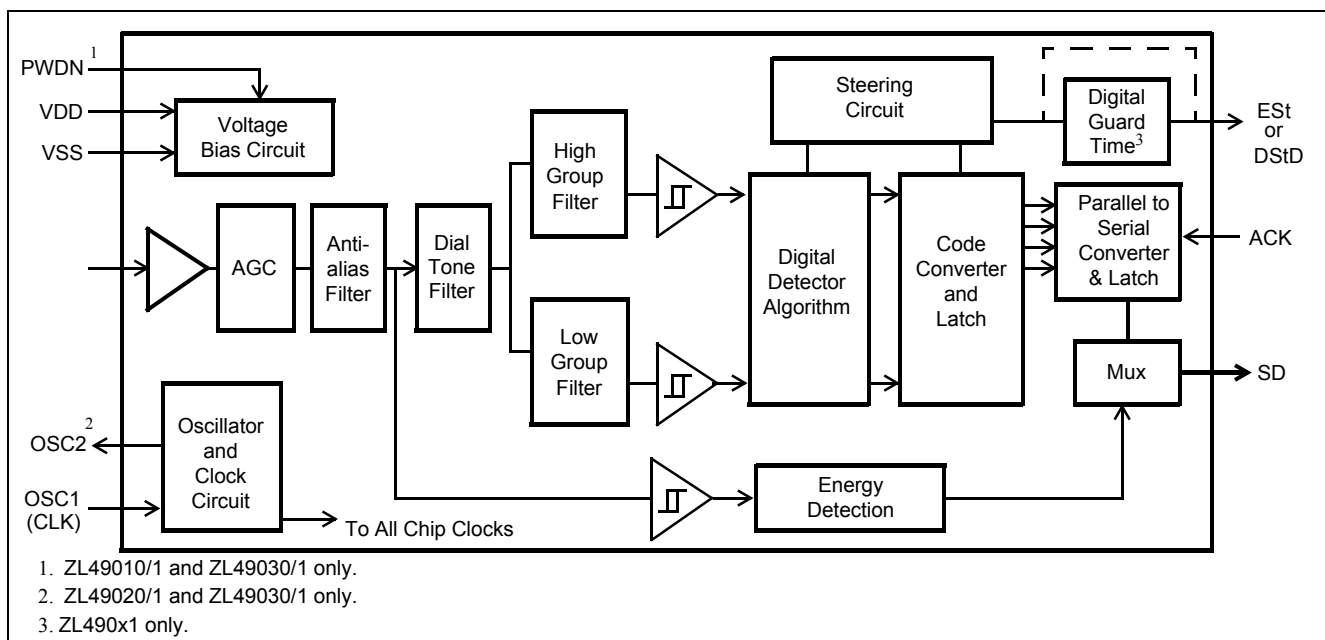 PWDN 1
VDD
VSS
Voltage
Bias Circuit
Steering
Circuit
Digital
Guard
Time3
ESt
or
DStD
High
Group
Filter
AGC
Anti-
alias
Filter
Dial
Tone
Filter
Low
Group
Filter
Digital
Detector
Algorithm
Code
Converter
and
Latch
Parallel to
Serial
Converter
& Latch
ACK
Mux
SD
OSC2 2
OSC1
(CLK)
Oscillator
and
Clock
Circuit
To All Chip Clocks
Energy
Detection
1. ZL49010/1 and ZL49030/1 only.
2. ZL49020/1 and ZL49030/1 only.
3. ZL490x1 only.